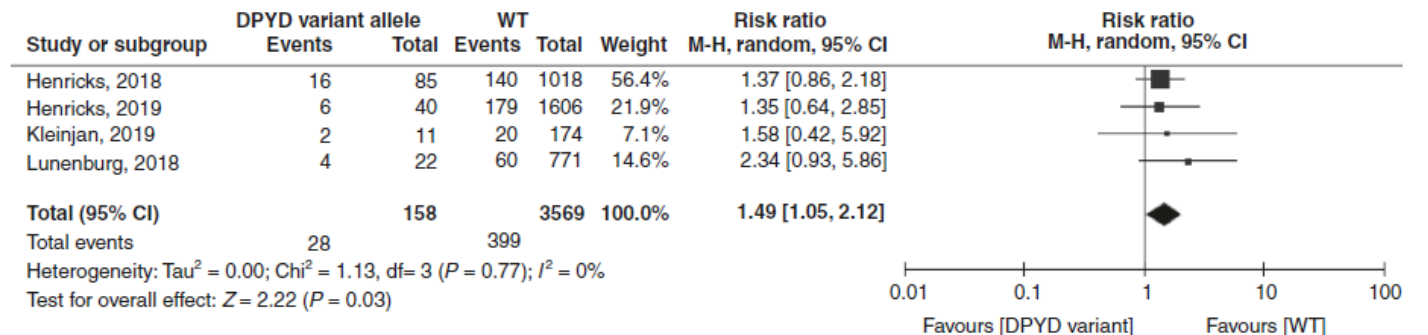 DPYD variant allele WT Risk ratio Risk ratio
Study or subgroup Events Total Events Total Weight M-H, random, 95% CI M-H, random, 95% CI
Henricks, 2018 16 85 140 1018 56.4% 1.37 [0.86, 2.18]
Henricks, 2019 6 40 179 1606 21.9% 1.35 [0.64, 2.85]
Kleinjan, 2019 2 11 20 174 7.1% 1.58 [0.42, 5.92]
Lunenburg, 2018 4 22 60 771 14.6% 2.34 [0.93, 5.86]
Total (95% CI) 158 3569 100.0% 1.49 [1.05, 2.12]
Total events 28 399
Heterogeneity: Tau² = 0.00; Chi² = 1.13, df= 3 (P = 0.77); I² = 0%
Test for overall effect: Z = 2.22 (P = 0.03)
0.01 0.1 1 10 100
Favours [DPYD variant] Favours [WT]